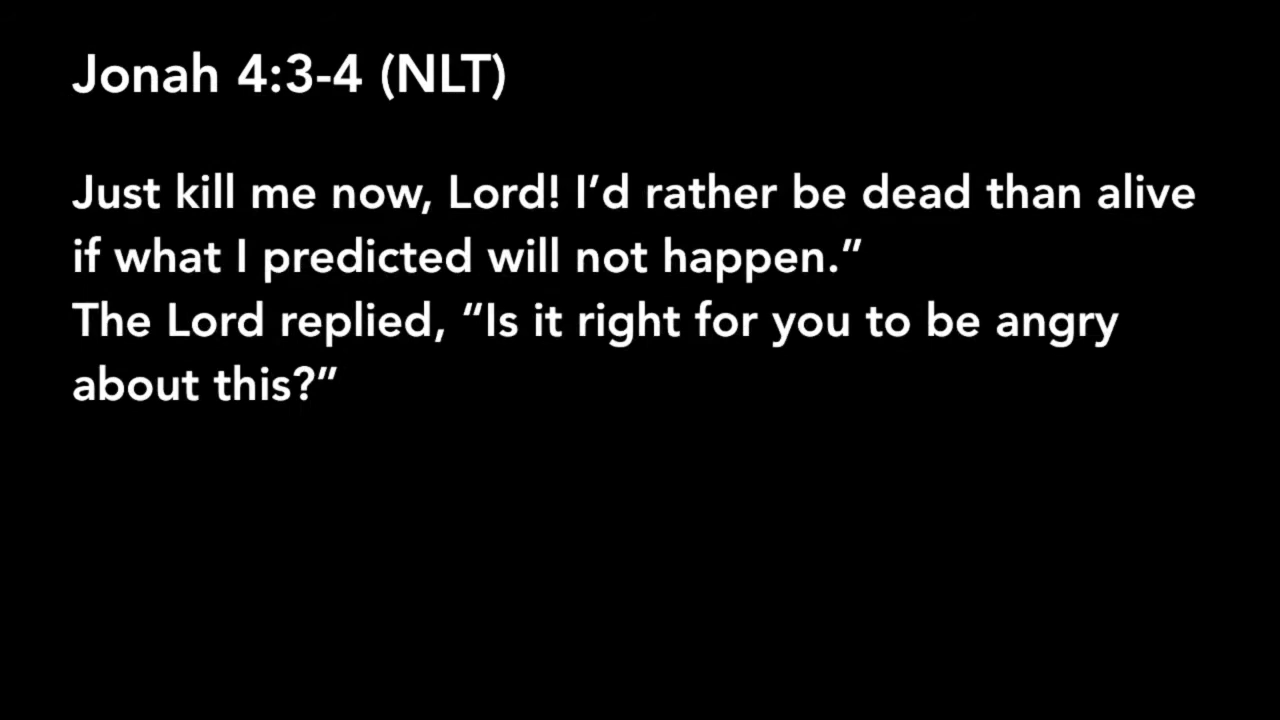 Jonah 4:3-4 (NLT)
Just kill me now, Lord! I’d rather be dead than alive
if what I predicted will not happen.”
The Lord replied, “Is it right for you to be angry
about this?”